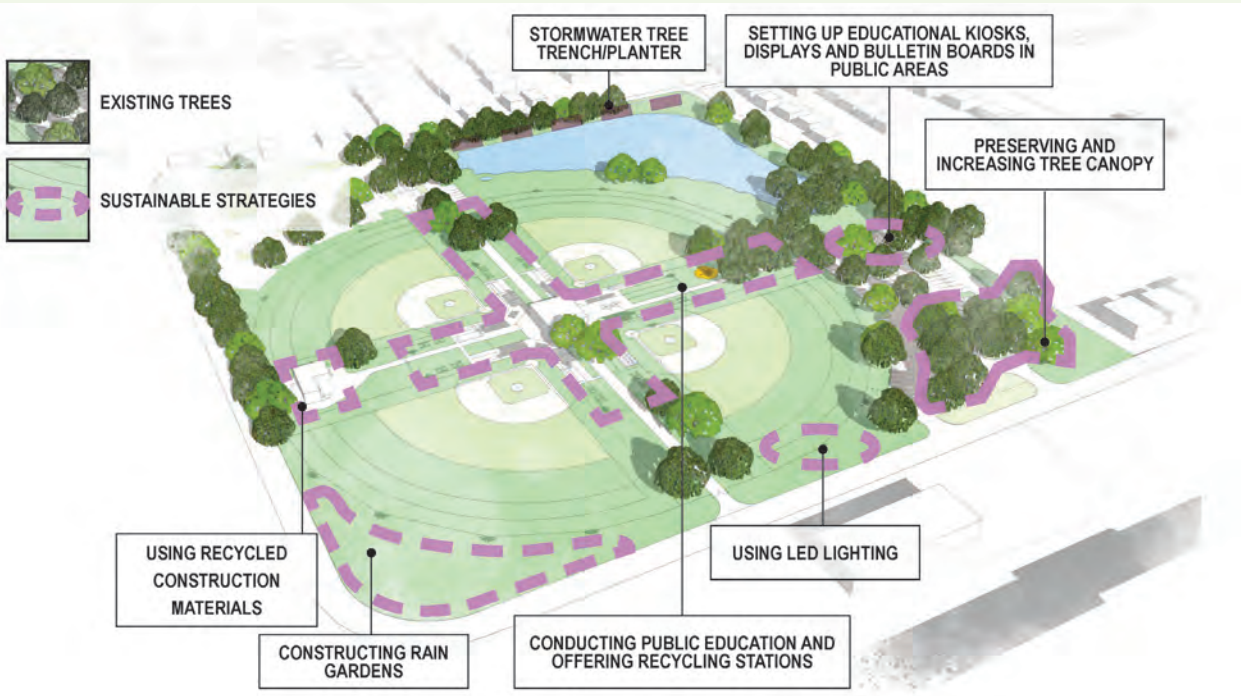 STORMWATER TREE
TRENCH/PLANTER
SETTING UP EDUCATIONAL KIOSKS,
DISPLAYS AND BULLETIN BOARDS IN
PUBLIC AREAS
EXISTING TREES
PRESERVING AND
INCREASING TREE CANOPY
SUSTAINABLE STRATEGIES
USING RECYCLED
CONSTRUCTION
MATERIALS
USING LED LIGHTING
CONSTRUCTING RAIN
GARDENS
CONDUCTING PUBLIC EDUCATION AND
OFFERING RECYCLING STATIONS